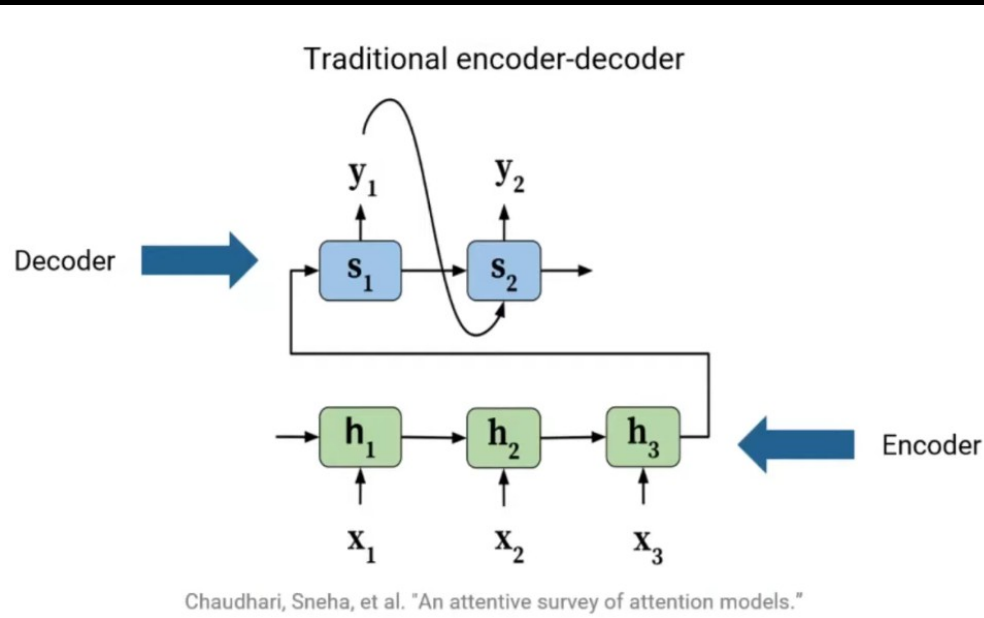 Traditional encoder-decoder
y₁ y₂
Decoder
s₁ s₂
h₁ h₂ h₃
Encoder
x₁ x₂ x₃
Chaudhari, Sneha, et al. "An attentive survey of attention models."